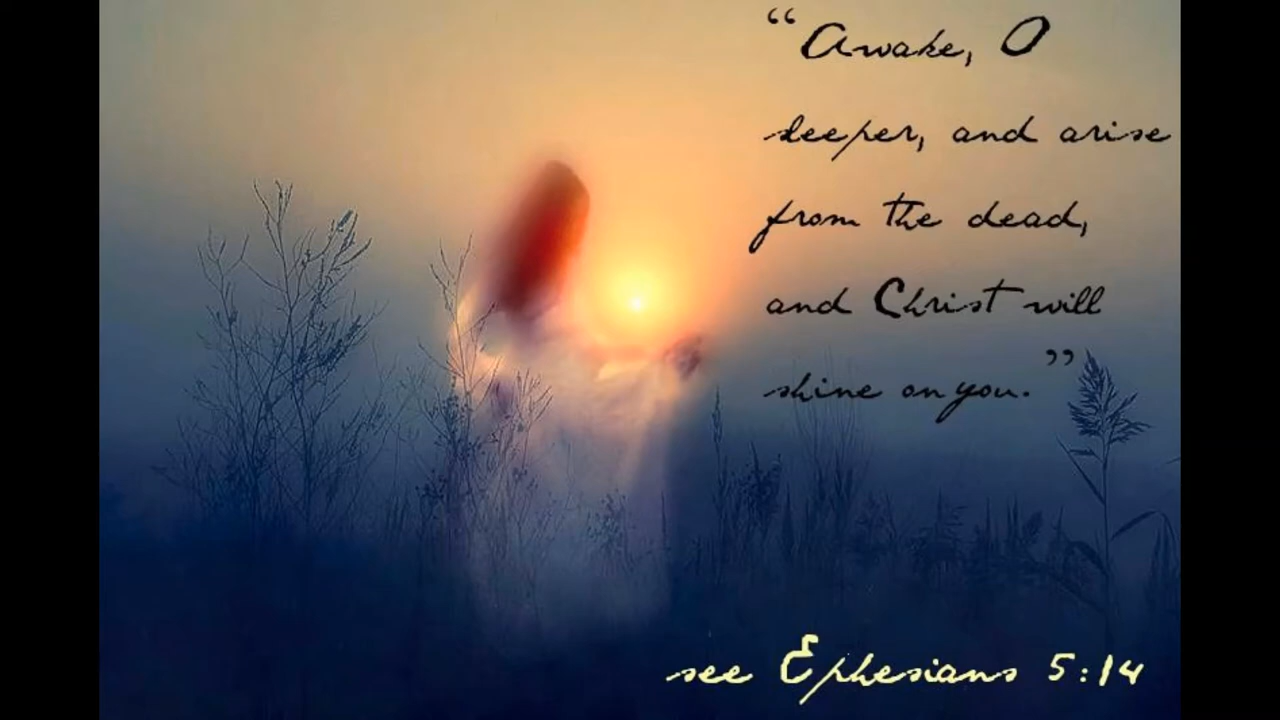 “Awake, O
sleeper, and arise
from the dead,
and Christ will
shine on you.”
see Ephesians 5:14